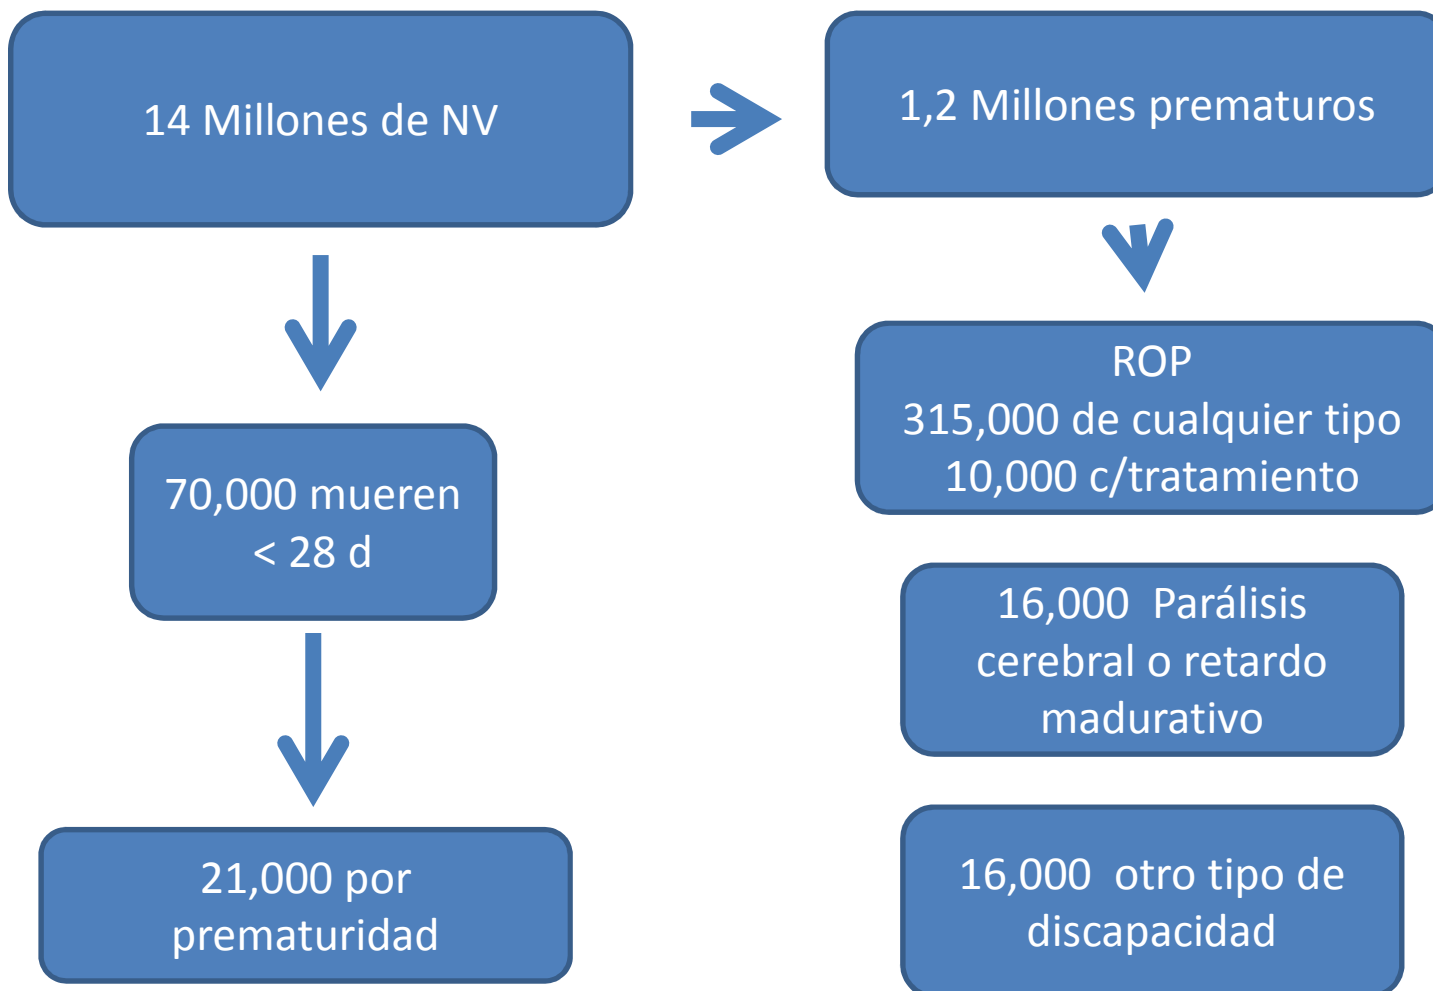 14 Millones de NV
1,2 Millones prematuros
ROP
315,000 de cualquier tipo
10,000 c/tratamiento
70,000 mueren
< 28 d
16,000 Parálisis
cerebral o retardo
madurativo
21,000 por
prematuridad
16,000 otro tipo de
discapacidad